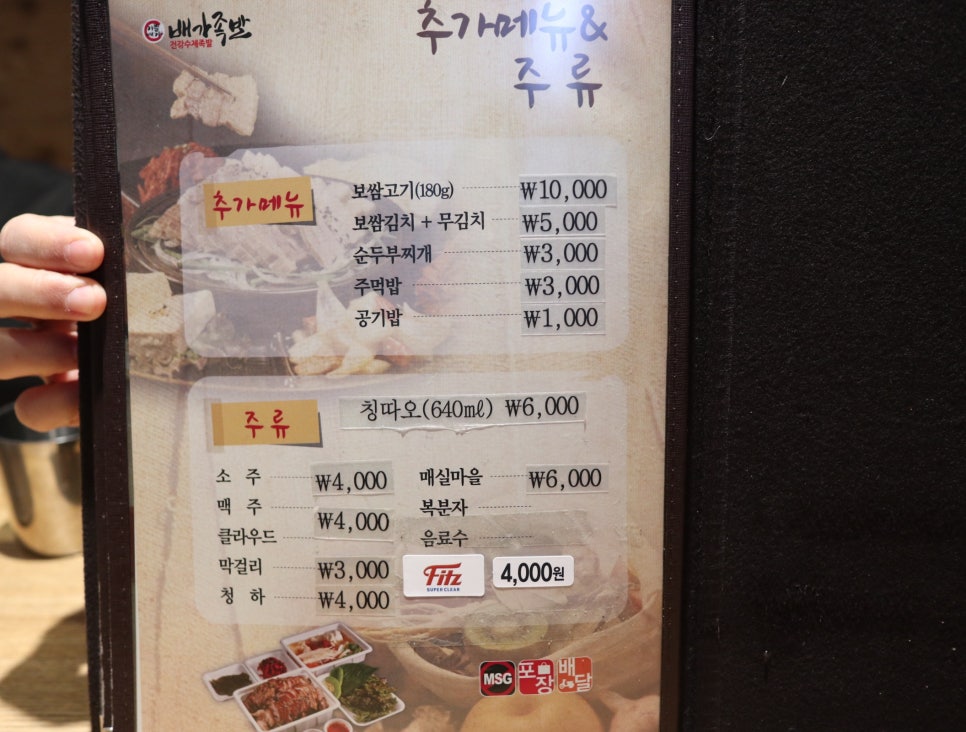 배가족발
건강수제족발
추가메뉴&
주류
추가메뉴
보쌈고기(180g) ₩10,000
보쌈김치 + 무김치 ₩5,000
순두부찌개 ₩3,000
주먹밥 ₩3,000
공기밥 ₩1,000
주류
칭따오(640㎖) ₩6,000
소 주 ₩4,000
맥 주 ₩4,000
클라우드
막걸리 ₩3,000
청 하 ₩4,000
매실마을 ₩6,000
복분자
음료수
Fitz
SUPER CLEAR
4,000원
MSG
포장
배달